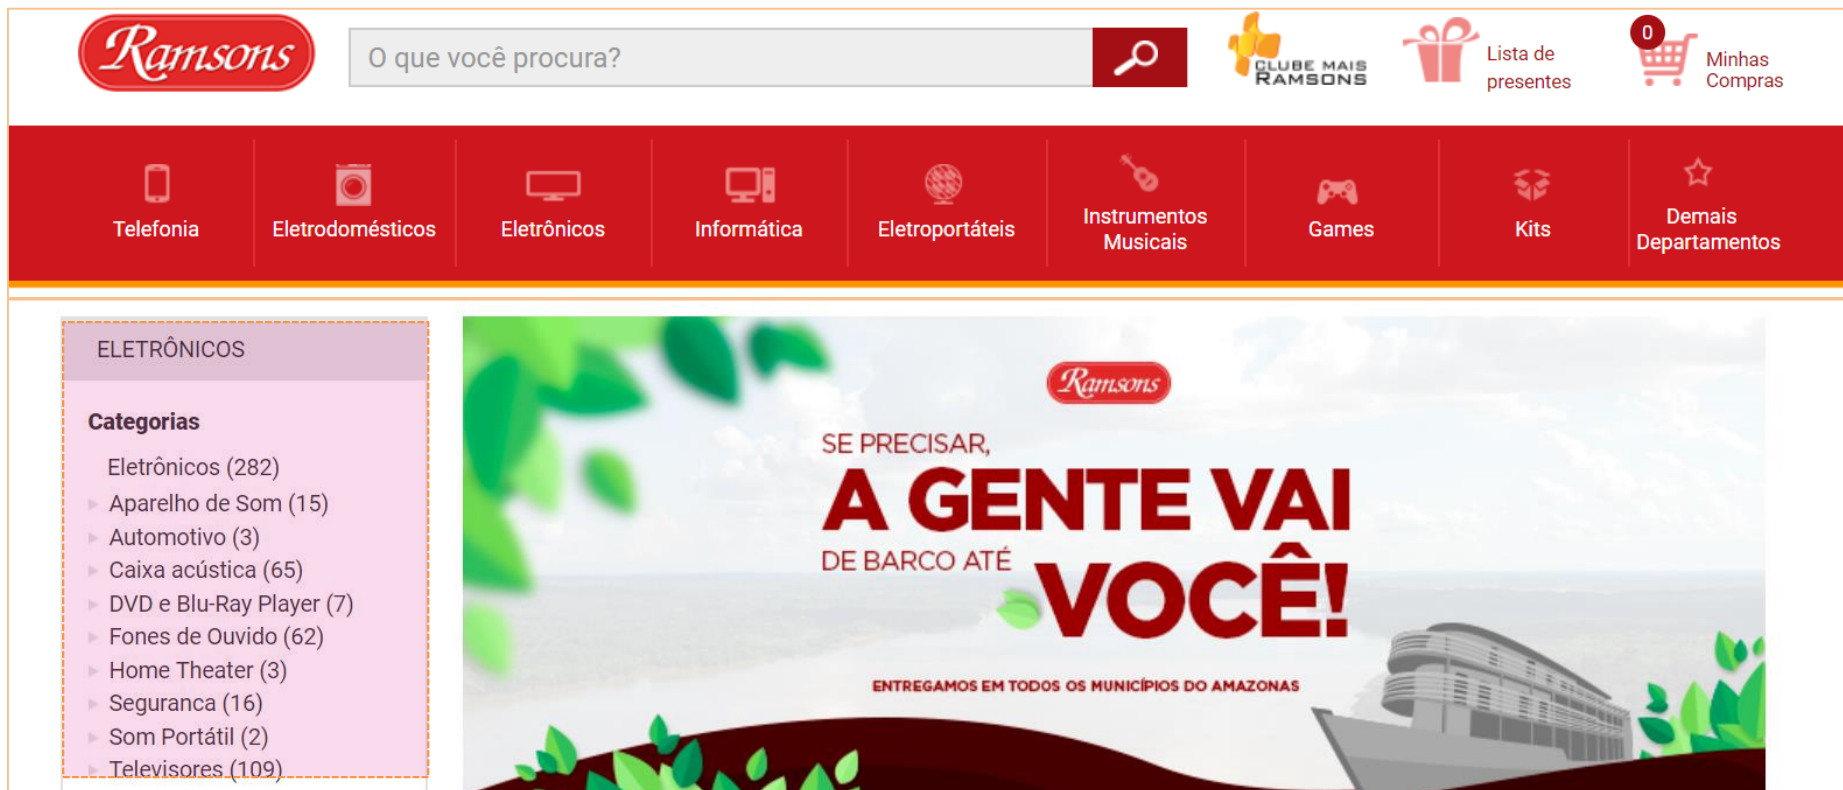 Ramsons
O que você procura?
CLUBE MAIS
RAMSONS
Lista de
presentes
0
Minhas
Compras
Telefonia
Eletrodomésticos
Eletrônicos
Informática
Eletroportáteis
Instrumentos
Musicais
Games
Kits
Demais
Departamentos
ELETRÔNICOS
Categorias
Eletrônicos (282)
Aparelho de Som (15)
Automotivo (3)
Caixa acústica (65)
DVD e Blu-Ray Player (7)
Fones de Ouvido (62)
Home Theater (3)
Seguranca (16)
Som Portátil (2)
Televisores (109)
Ramsons
SE PRECISAR,
A GENTE VAI
DE BARCO ATÉ
VOCÊ!
ENTREGAMOS EM TODOS OS MUNICÍPIOS DO AMAZONAS